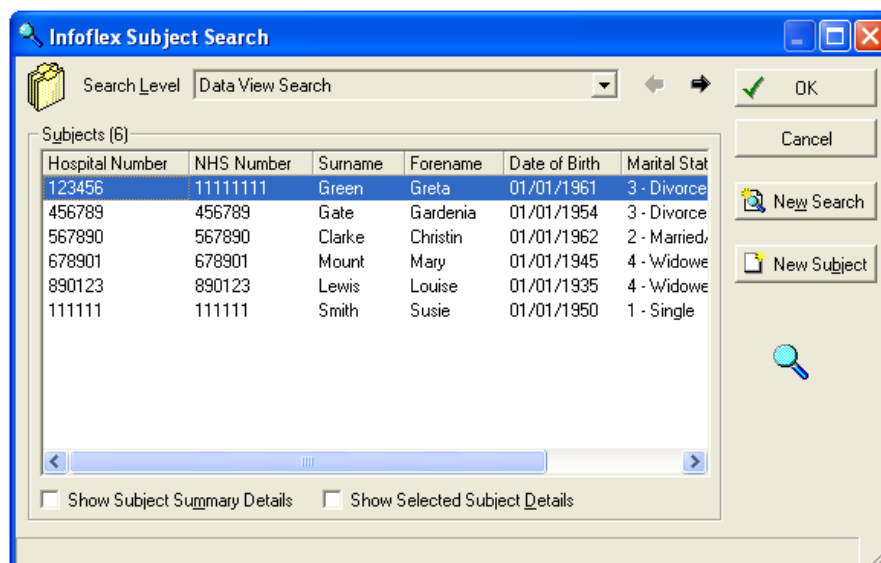 Infoflex Subject Search
Search Level Data View Search
OK
Subjects (6)
Cancel
Hospital Number NHS Number Surname Forename Date of Birth Marital Stat
123456 11111111 Green Greta 01/01/1961 3 - Divorce
456789 456789 Gate Gardenia 01/01/1954 3 - Divorce
New Search
567890 567890 Clarke Christin 01/01/1962 2 - Married/
678901 678901 Mount Mary 01/01/1945 4 - Widowe
New Subject
890123 890123 Lewis Louise 01/01/1935 4 - Widowe
111111 111111 Smith Susie 01/01/1950 1 - Single
Show Subject Summary Details Show Selected Subject Details